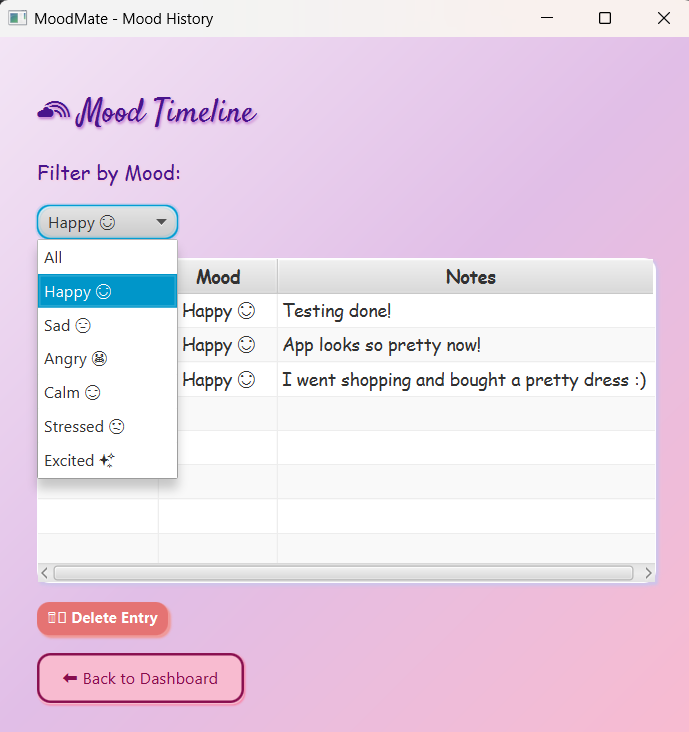 MoodMate - Mood History
🌈 Mood Timeline
Filter by Mood:
Happy 😊
All
Happy 😊
Sad 😔
Angry 😫
Calm 😌
Stressed 🙁
Excited ✨
Mood Notes
Happy 😊 Testing done!
Happy 😊 App looks so pretty now!
Happy 😊 I went shopping and bought a pretty dress :)
Delete Entry
⬅ Back to Dashboard